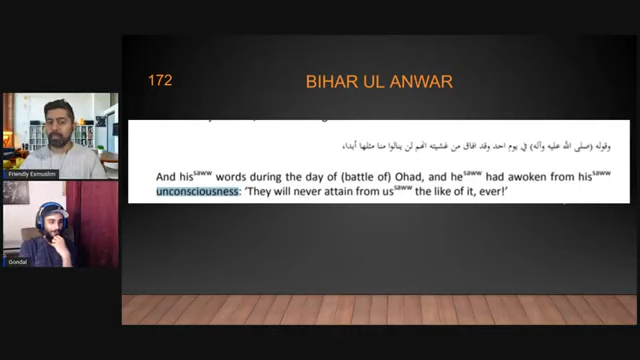 172
BIHAR UL ANWAR
وقوله (صلى الله عليه وآله) في يوم احد وقد افاق من غشيته انهم لن ينالوا منا مثلها أبداء
And his saww words during the day of (battle of) Ohad, and he saww had awoken from his saww
unconsciousness: 'They will never attain from us saww the like of it, ever!'
Friendly Exmuslim
Gondal